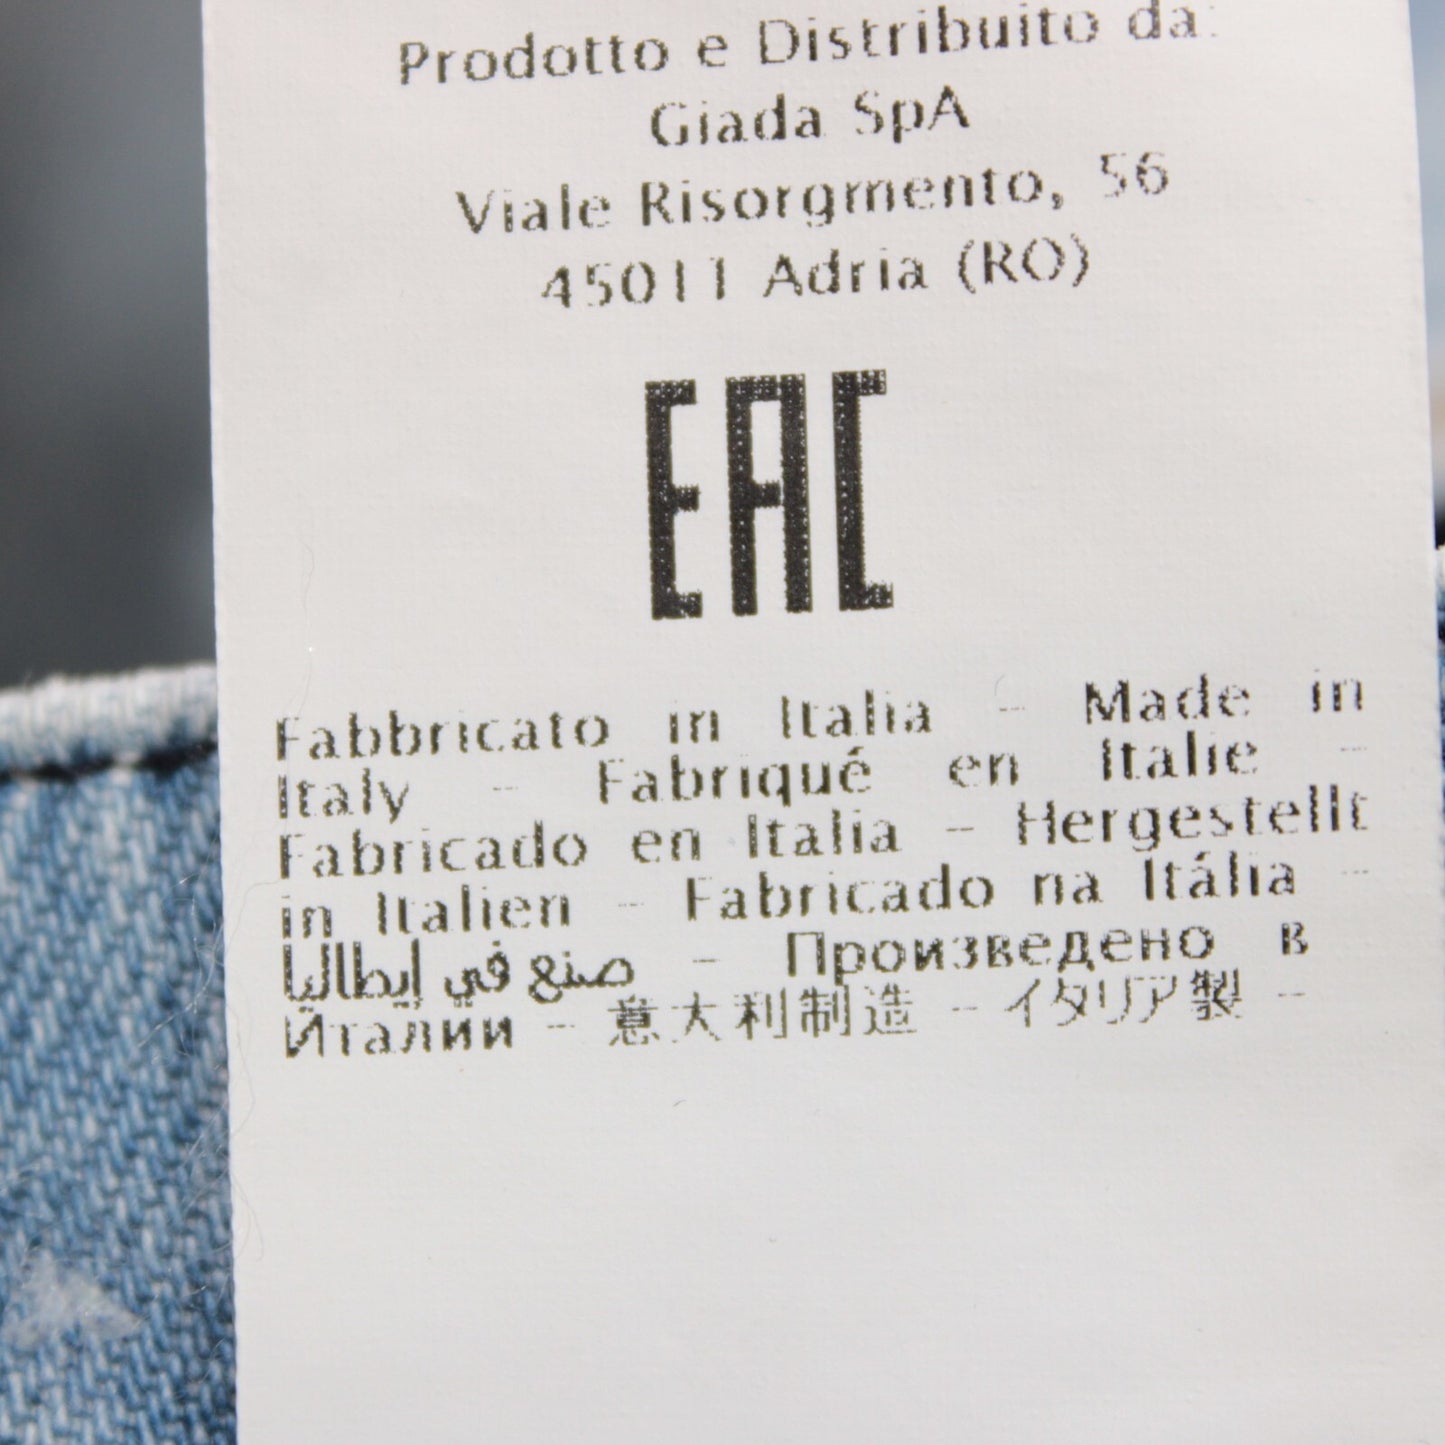 Prodotto e Distribuito da:
Giada SpA
Viale Risorgmento, 56
45011 Adria (RO)
EAC
Fabbricato in Italia - Made in
Italy - Fabriqué en Italie -
Fabricado en Italia - Hergestellt
in Italien - Fabricado na Itália -
صنع في إيطاليا - Произведено в
Италии - 意大利制造 - イタリア製 -